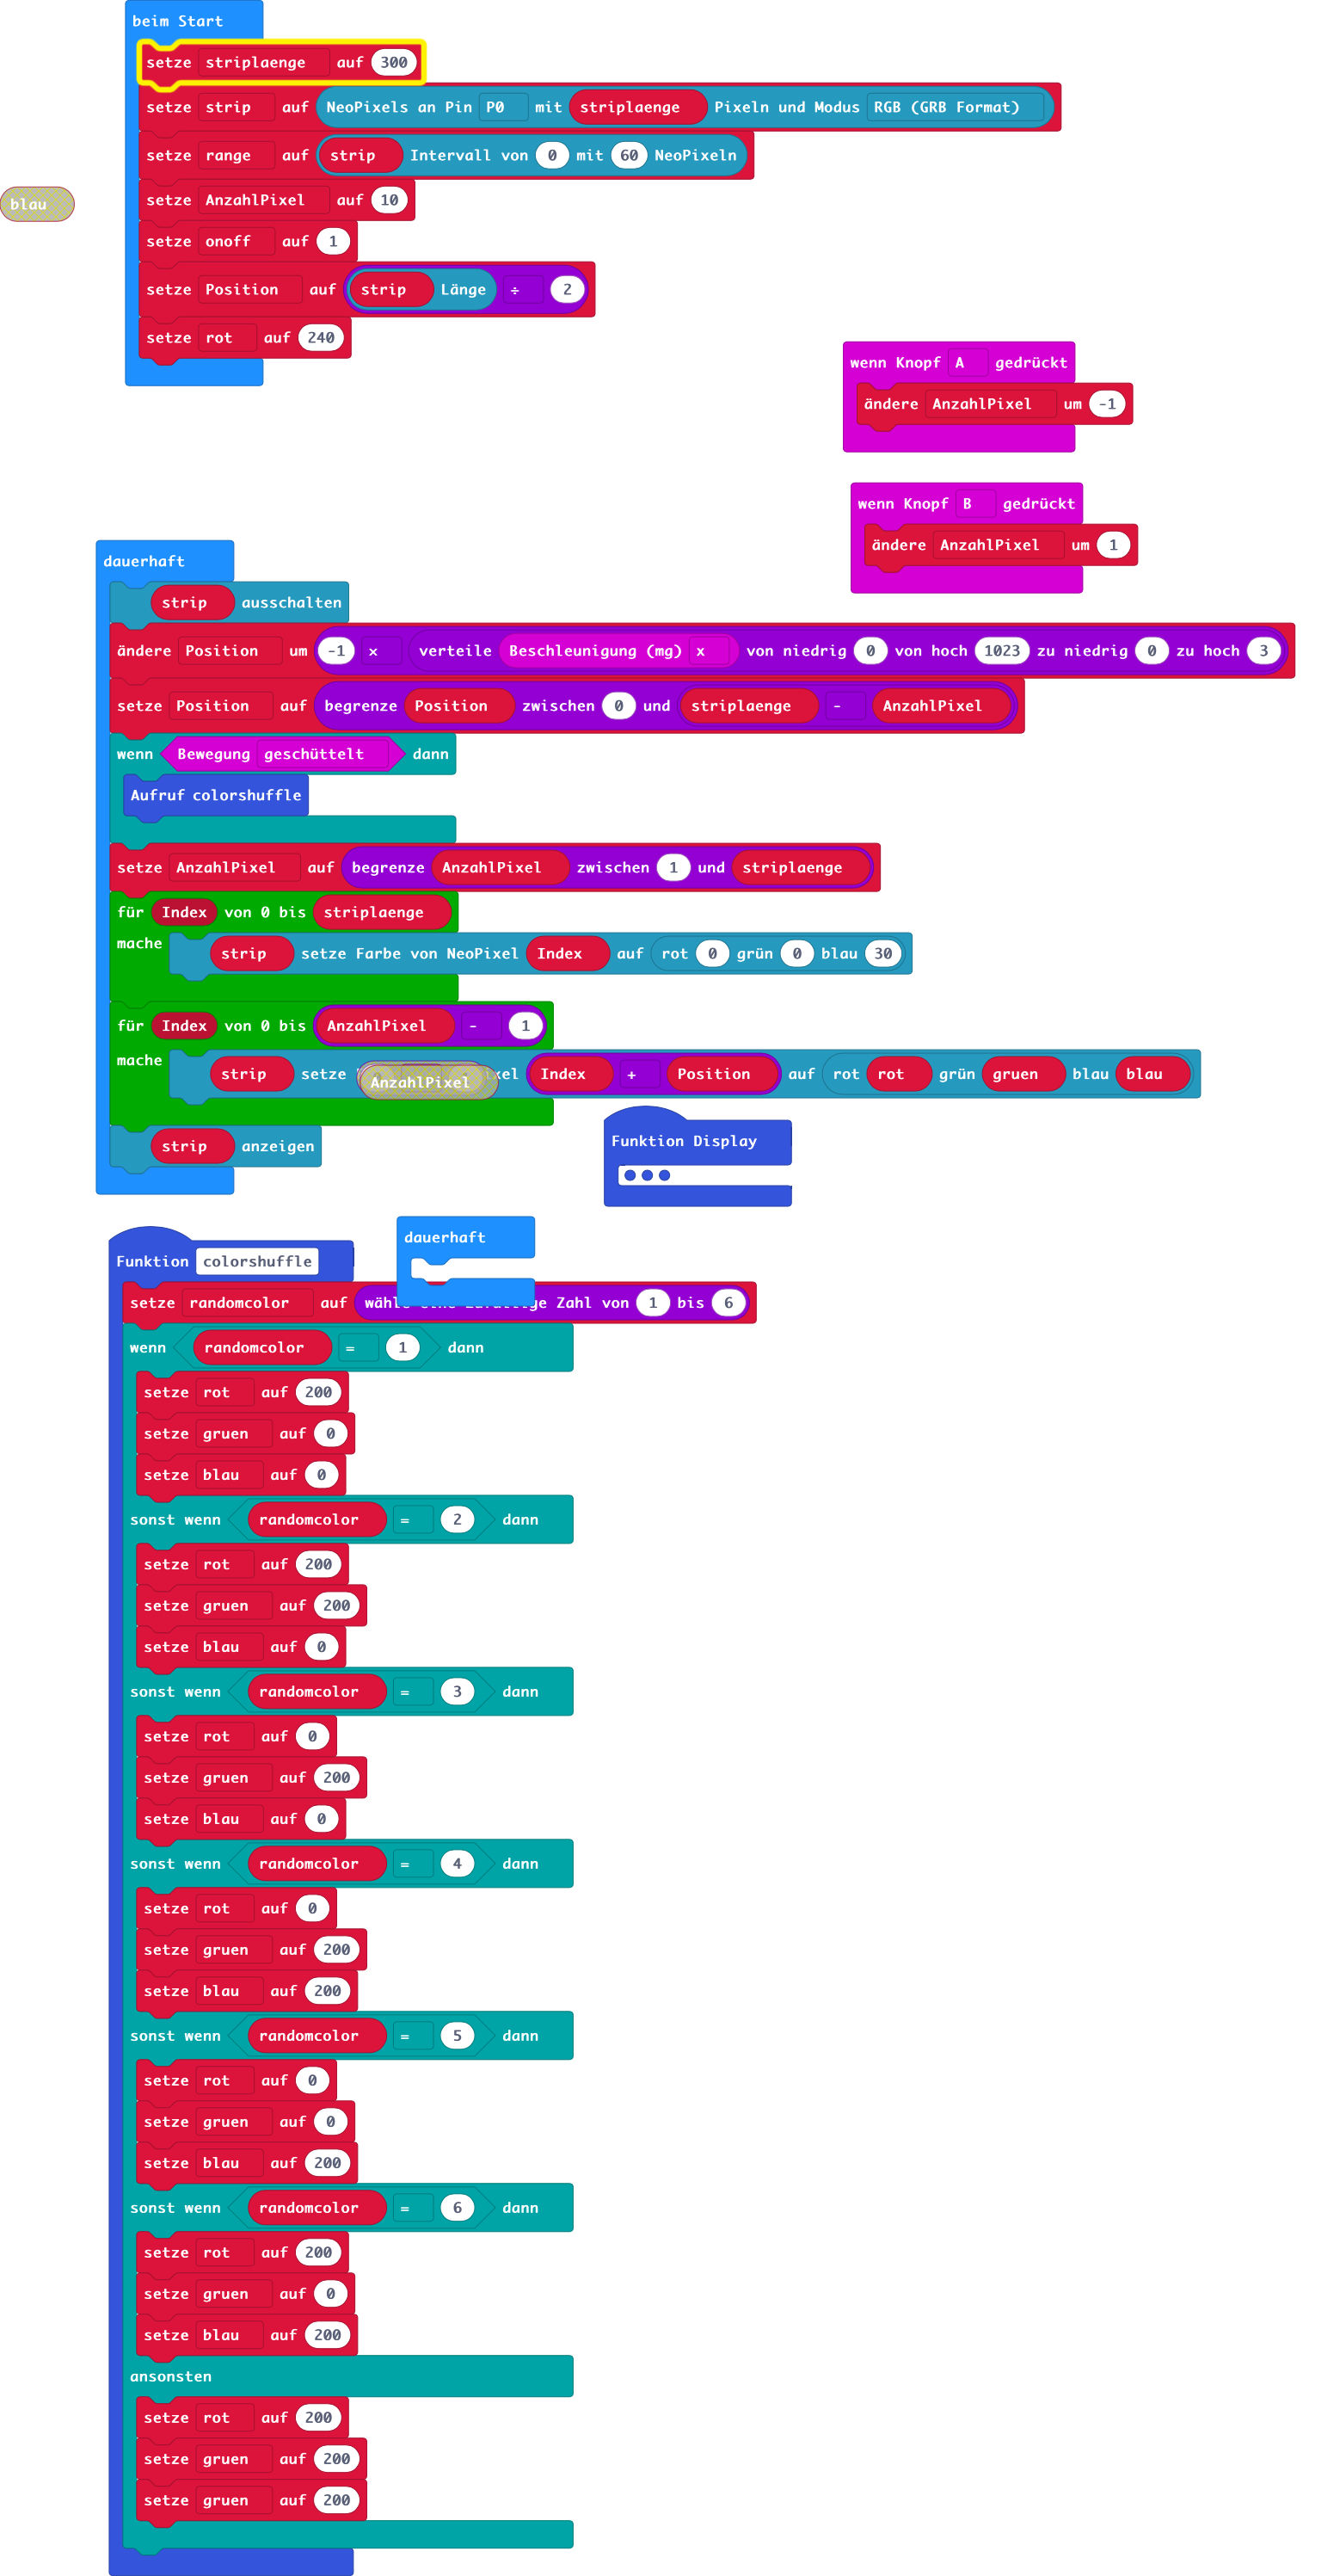 beim Start
setze striplaenge auf 300
setze strip auf NeoPixels an Pin P0 mit striplaenge Pixeln und Modus RGB (GRB Format)
setze range auf strip Intervall von 0 mit 60 NeoPixeln
setze AnzahlPixel auf 10
blau
setze onoff auf 1
setze Position auf strip Länge ÷ 2
setze rot auf 240
wenn Knopf A gedrückt
ändere AnzahlPixel um -1
wenn Knopf B gedrückt
ändere AnzahlPixel um 1
dauerhaft
strip ausschalten
ändere Position um -1 × verteile Beschleunigung (mg) x von niedrig 0 von hoch 1023 zu niedrig 0 zu hoch 3
setze Position auf begrenze Position zwischen 0 und striplaenge - AnzahlPixel
wenn Bewegung geschüttelt dann
Aufruf colorshuffle
setze AnzahlPixel auf begrenze AnzahlPixel zwischen 1 und striplaenge
für Index von 0 bis striplaenge
mache strip setze Farbe von NeoPixel Index auf rot 0 grün 0 blau 30
für Index von 0 bis AnzahlPixel - 1
mache strip setze AnzahlPixel xel Index + Position auf rot rot grün gruen blau blau
strip anzeigen
Funktion Display
dauerhaft
Funktion colorshuffle
setze randomcolor auf Zahl von 1 bis 6
wenn randomcolor = 1 dann
setze rot auf 200
setze gruen auf 0
setze blau auf 0
sonst wenn randomcolor = 2 dann
setze rot auf 200
setze gruen auf 200
setze blau auf 0
sonst wenn randomcolor = 3 dann
setze rot auf 0
setze gruen auf 200
setze blau auf 0
sonst wenn randomcolor = 4 dann
setze rot auf 0
setze gruen auf 200
setze blau auf 200
sonst wenn randomcolor = 5 dann
setze rot auf 0
setze gruen auf 0
setze blau auf 200
sonst wenn randomcolor = 6 dann
setze rot auf 200
setze gruen auf 0
setze blau auf 200
ansonsten
setze rot auf 200
setze gruen auf 200
setze gruen auf 200